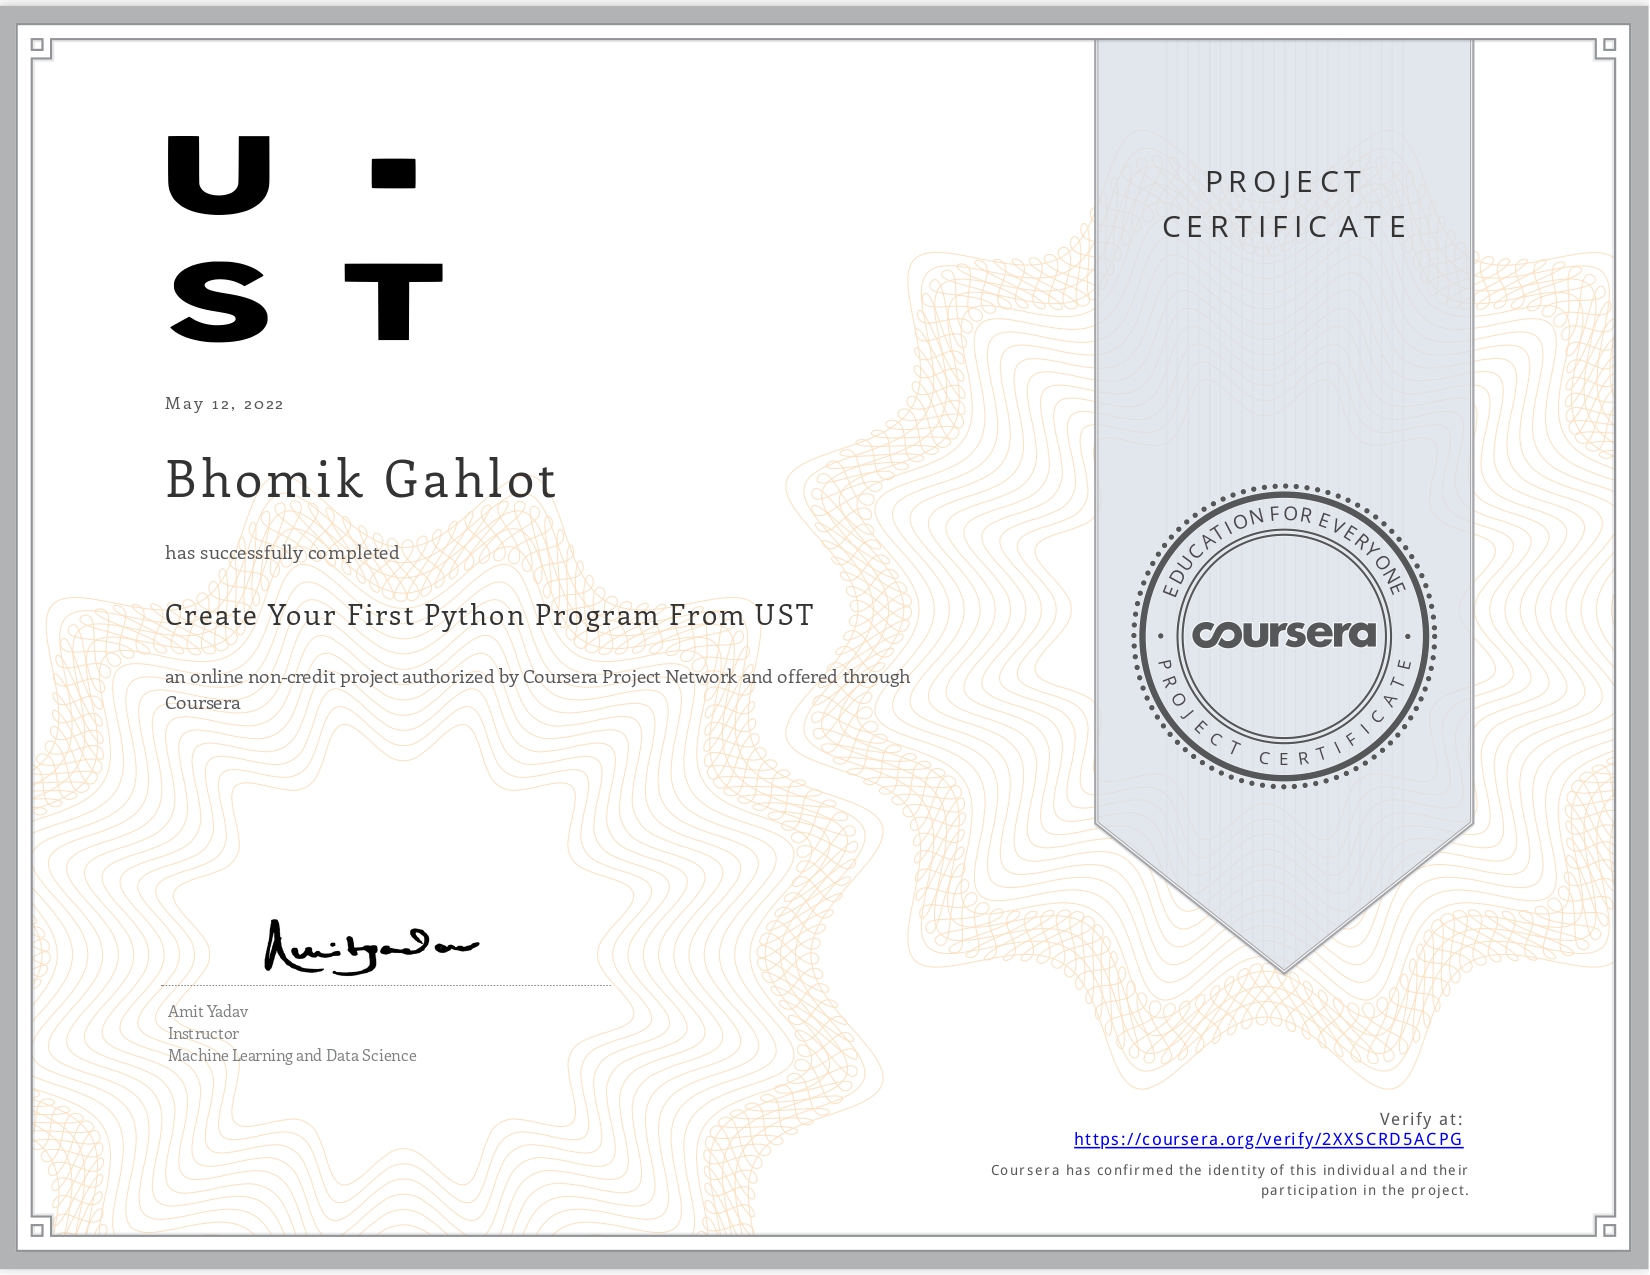 U ·
S T
May 12, 2022
Bhomik Gahlot
has successfully completed
Create Your First Python Program From UST
an online non-credit project authorized by Coursera Project Network and offered through
Coursera
Amit Yadav
Amit Yadav
Instructor
Machine Learning and Data Science
PROJECT
CERTIFICATE
EDUCATION FOR EVERYONE
coursera
PROJECT CERTIFICATE
Verify at:
https://coursera.org/verify/2XXSCRD5ACPG
Coursera has confirmed the identity of this individual and their
participation in the project.